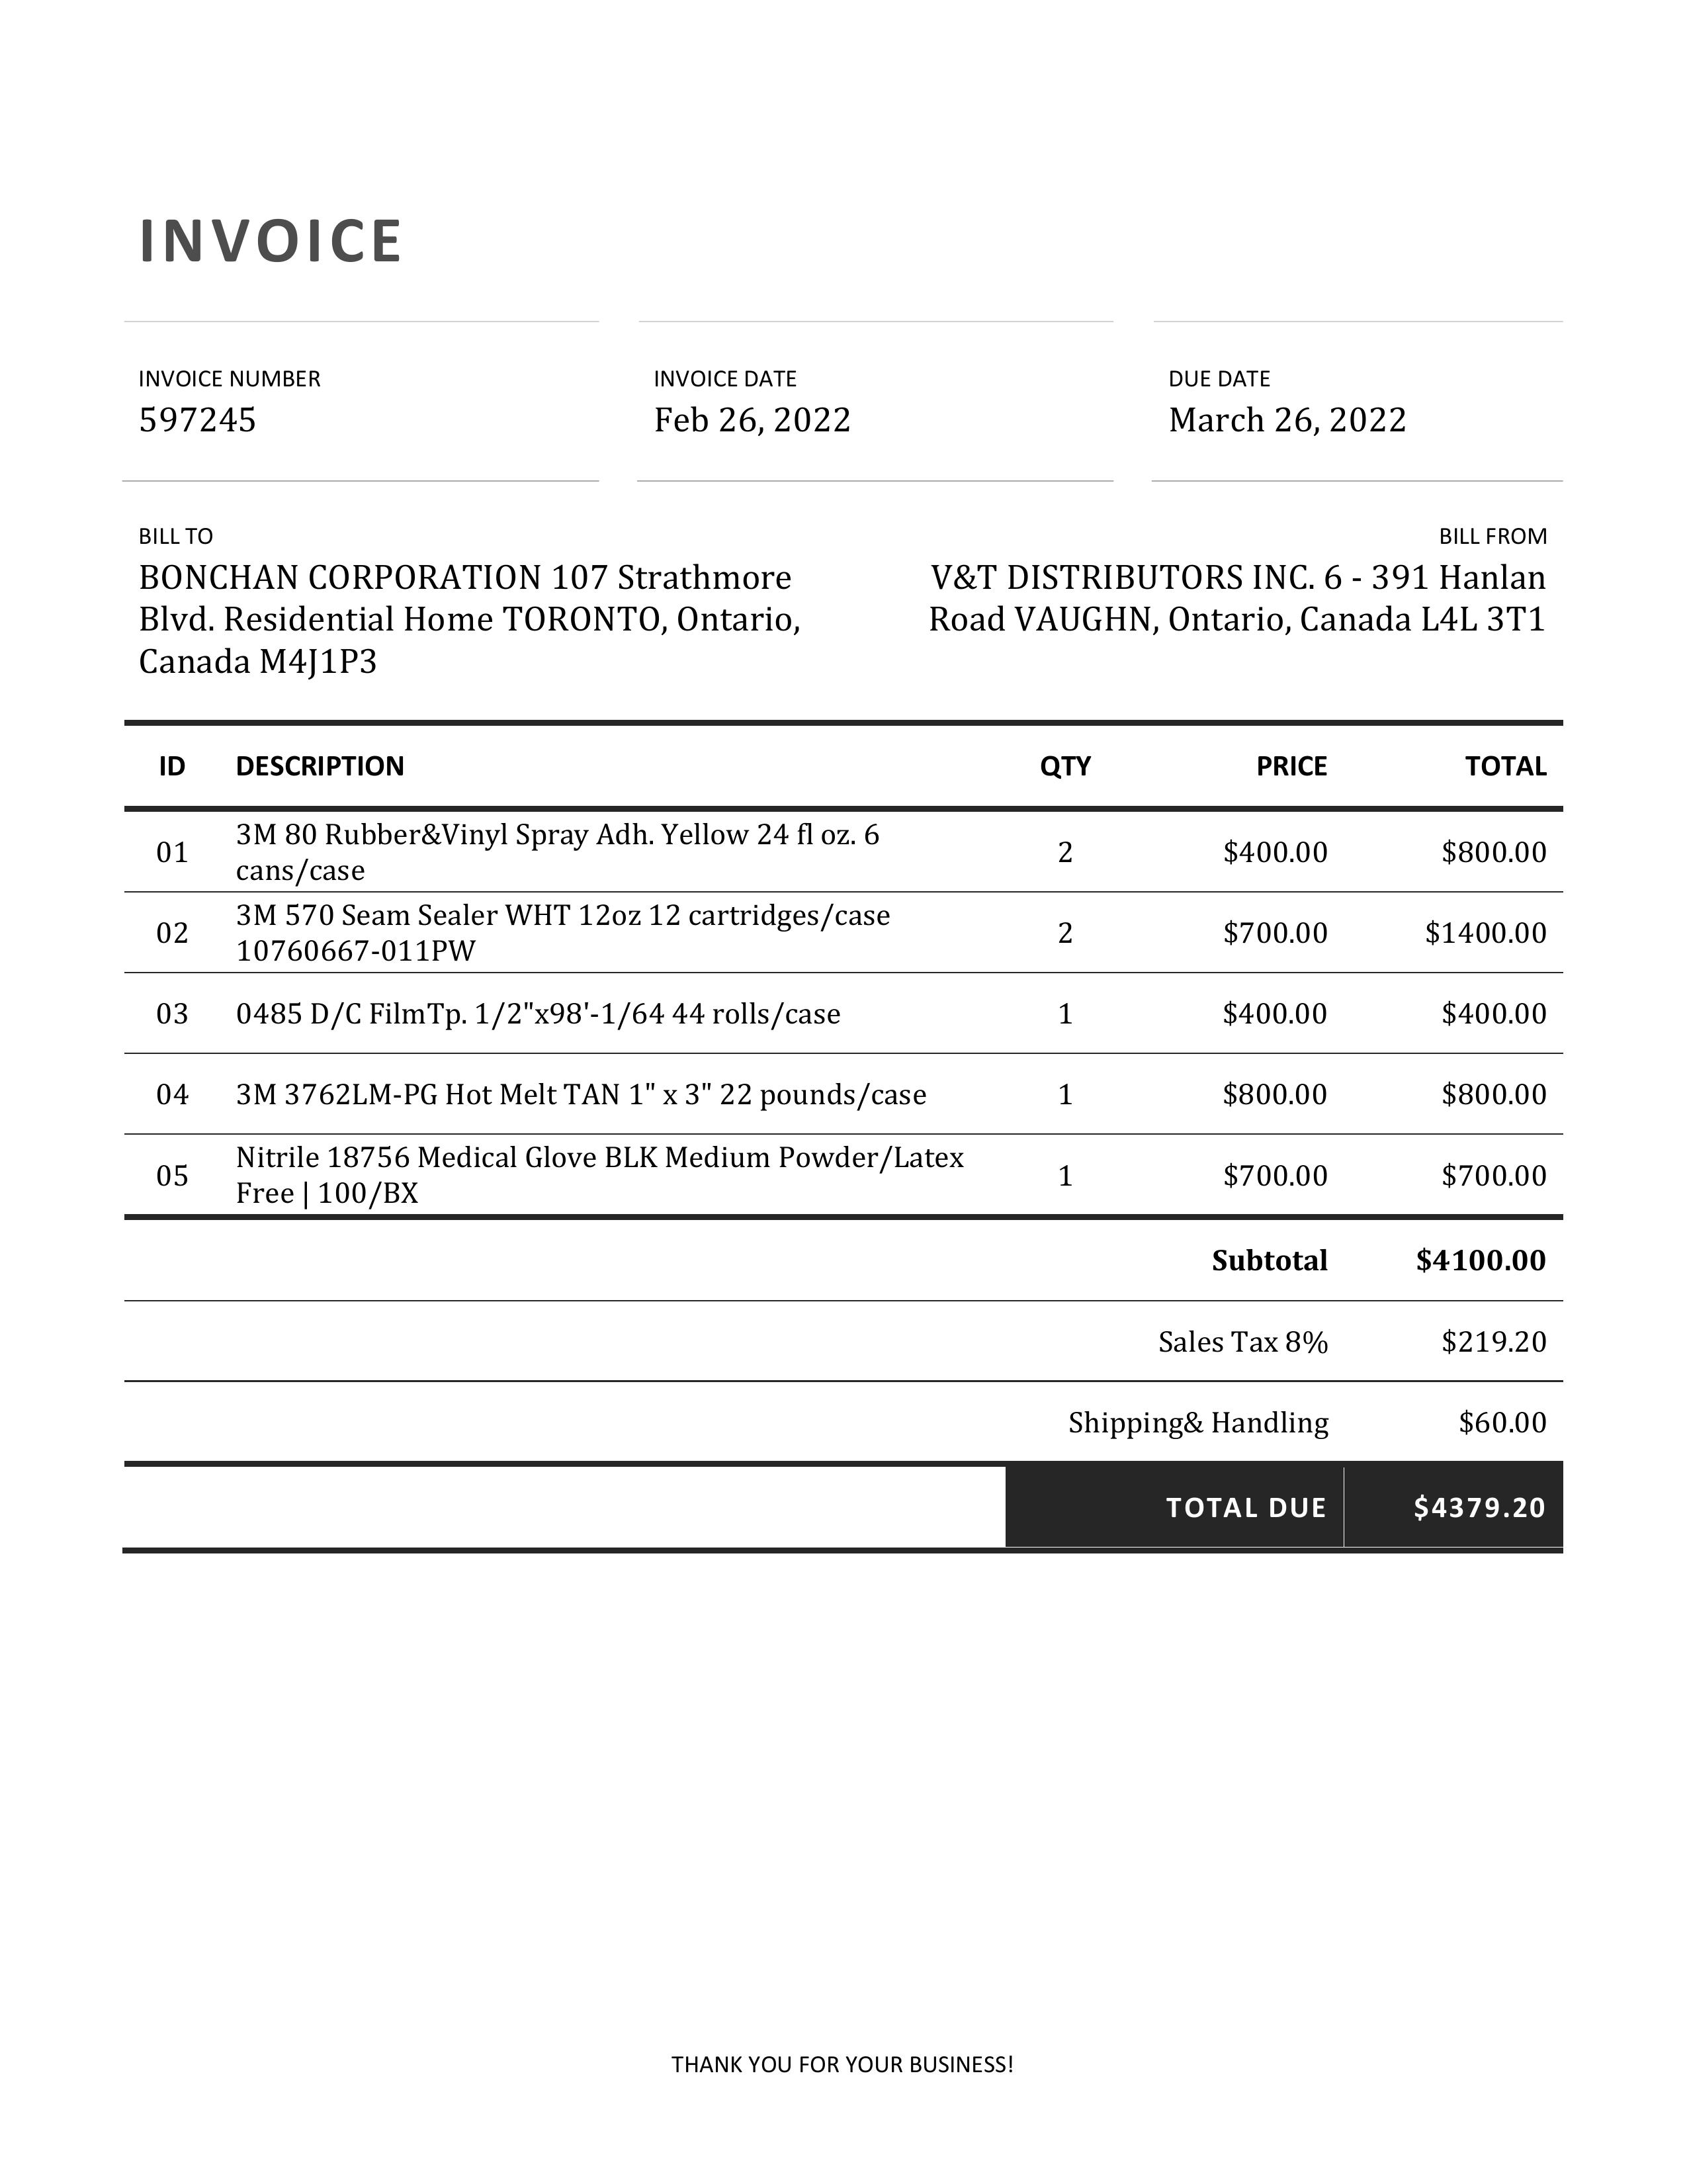 INVOICE
INVOICE NUMBER
597245
INVOICE DATE
Feb 26, 2022
DUE DATE
March 26, 2022
BILL TO
BONCHAN CORPORATION 107 Strathmore
Blvd. Residential Home TORONTO, Ontario,
Canada M4J1P3
BILL FROM
V&T DISTRIBUTORS INC. 6 - 391 Hanlan
Road VAUGHN, Ontario, Canada L4L 3T1
ID DESCRIPTION QTY PRICE TOTAL
01 3M 80 Rubber&Vinyl Spray Adh. Yellow 24 fl oz. 6
cans/case 2 $400.00 $800.00
02 3M 570 Seam Sealer WHT 12oz 12 cartridges/case
10760667-011PW 2 $700.00 $1400.00
03 0485 D/C FilmTp. 1/2"x98'-1/64 44 rolls/case 1 $400.00 $400.00
04 3M 3762LM-PG Hot Melt TAN 1" x 3" 22 pounds/case 1 $800.00 $800.00
05 Nitrile 18756 Medical Glove BLK Medium Powder/Latex
Free | 100/BX 1 $700.00 $700.00
Subtotal $4100.00
Sales Tax 8% $219.20
Shipping& Handling $60.00
TOTAL DUE $4379.20
THANK YOU FOR YOUR BUSINESS!